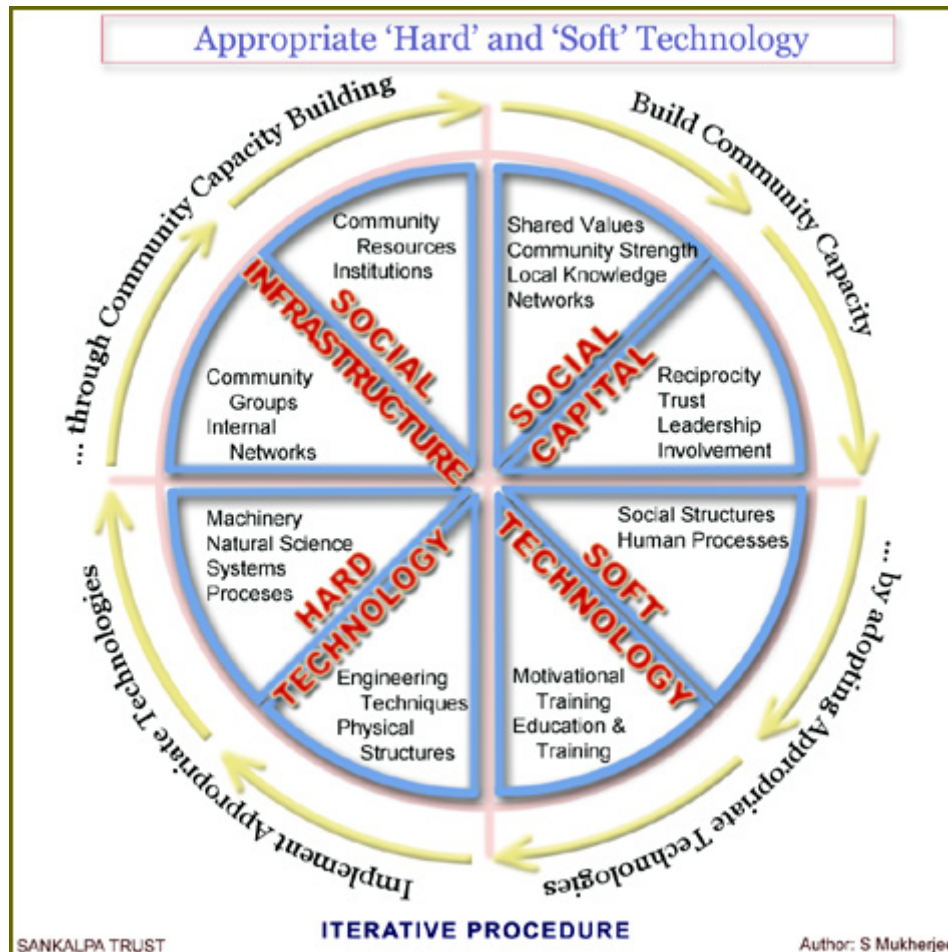 Appropriate 'Hard' and 'Soft' Technology
... through Community Capacity Building
Build Community Capacity
... by adopting Appropriate Technologies
Implement Appropriate Technologies
Community
Resources
Institutions
SOCIAL
INFRASTRUCTURE
Community
Groups
Internal
Networks
Shared Values
Community Strength
Local Knowledge
Networks
SOCIAL
CAPITAL
Reciprocity
Trust
Leadership
Involvement
Machinery
Natural Science
Systems
Proceses
HARD
TECHNOLOGY
Engineering
Techniques
Physical
Structures
Social Structures
Human Processes
SOFT
TECHNOLOGY
Motivational
Training
Education &
Training
ITERATIVE PROCEDURE
SANKALPA TRUST
Author: S Mukherjee